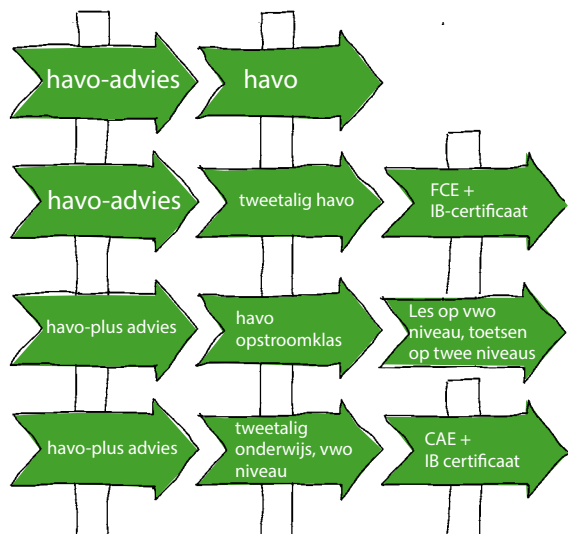 havo-advies
havo
havo-advies
tweetalig havo
FCE +
IB-certificaat
havo-plus advies
havo
opstroomklas
Les op vwo
niveau, toetsen
op twee niveaus
havo-plus advies
tweetalig
onderwijs, vwo
niveau
CAE +
IB certificaat